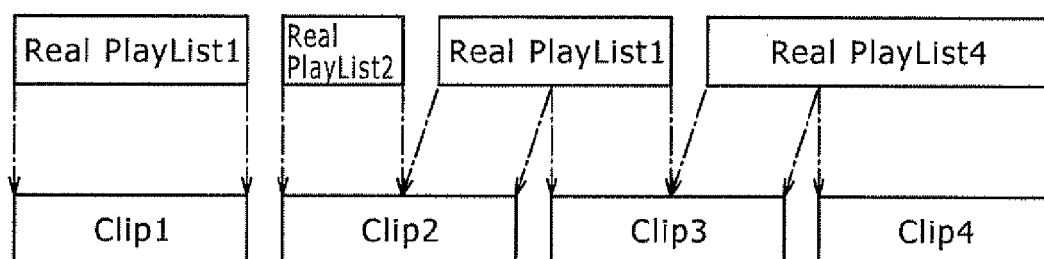 Real PlayList1
Real
PlayList2
Real PlayList1
Real PlayList4
Clip1
Clip2
Clip3
Clip4